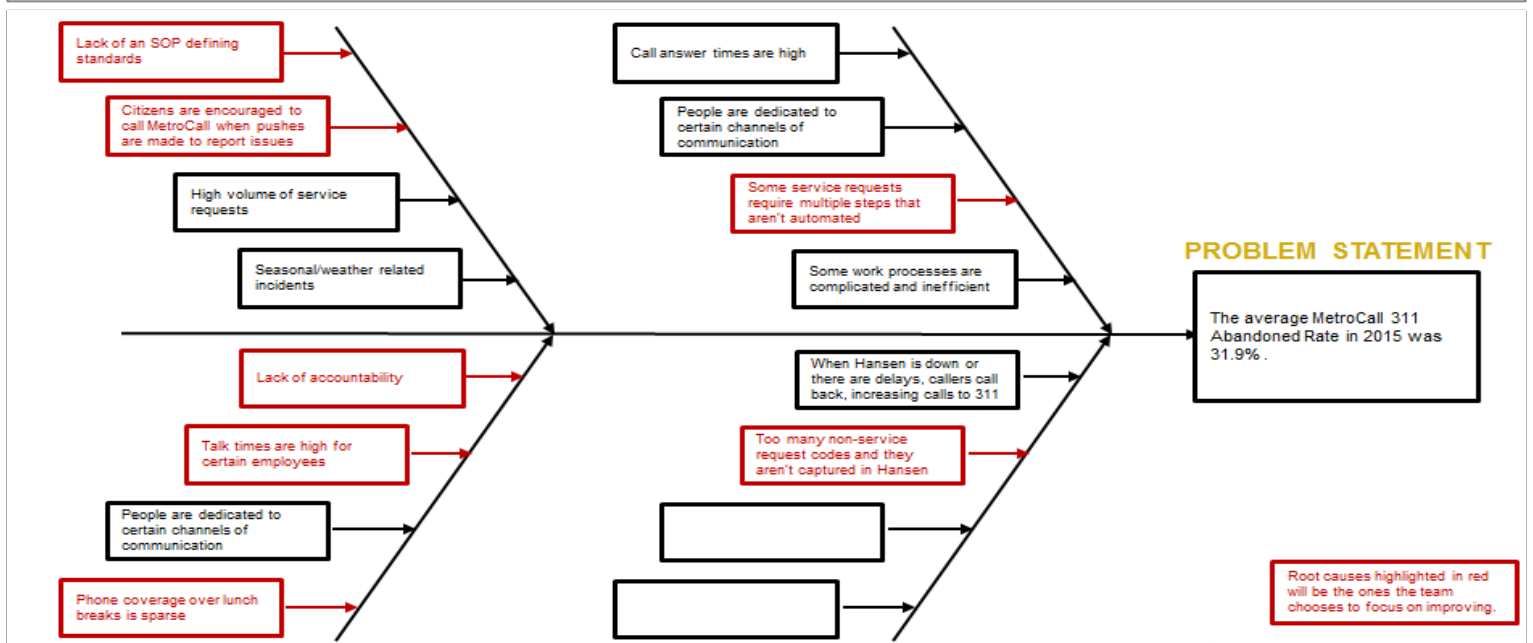 Lack of an SOP defining
standards
Citizens are encouraged to
call MetroCall when pushes
are made to report issues
High volume of service
requests
Seasonal/weather related
incidents
Call answer times are high
People are dedicated to
certain channels of
communication
Some service requests
require multiple steps that
aren't automated
Some work processes are
complicated and inefficient
PROBLEM STATEMENT
The average MetroCall 311
Abandoned Rate in 2015 was
31.9% .
Lack of accountability
Talk times are high for
certain employees
People are dedicated to
certain channels of
communication
Phone coverage over lunch
breaks is sparse
When Hansen is down or
there are delays, callers call
back, increasing calls to 311
Too many non-service
request codes and they
aren't captured in Hansen
Root causes highlighted in red
will be the ones the team
chooses to focus on improving.